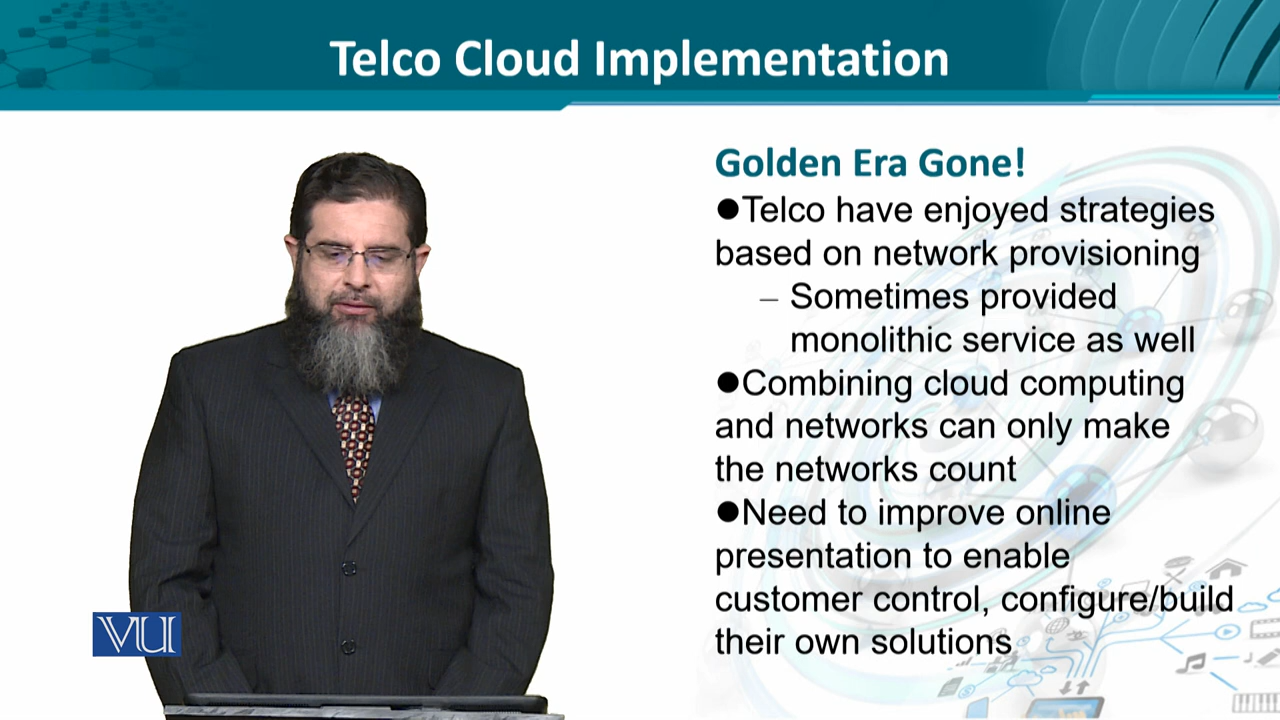 Telco Cloud Implementation
Golden Era Gone!
●Telco have enjoyed strategies
based on network provisioning
– Sometimes provided
monolithic service as well
●Combining cloud computing
and networks can only make
the networks count
●Need to improve online
presentation to enable
customer control, configure/build
their own solutions
VU